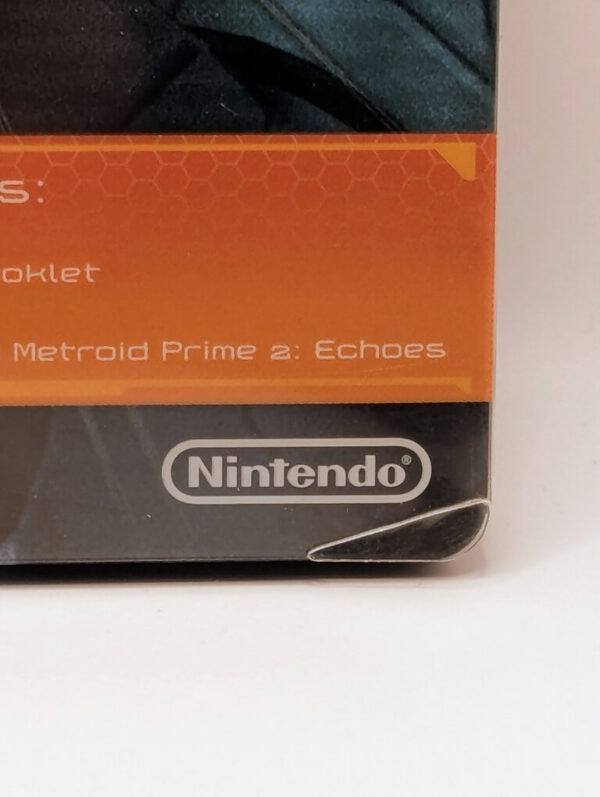 s:
oklet
Metroid Prime 2: Echoes
Nintendo®